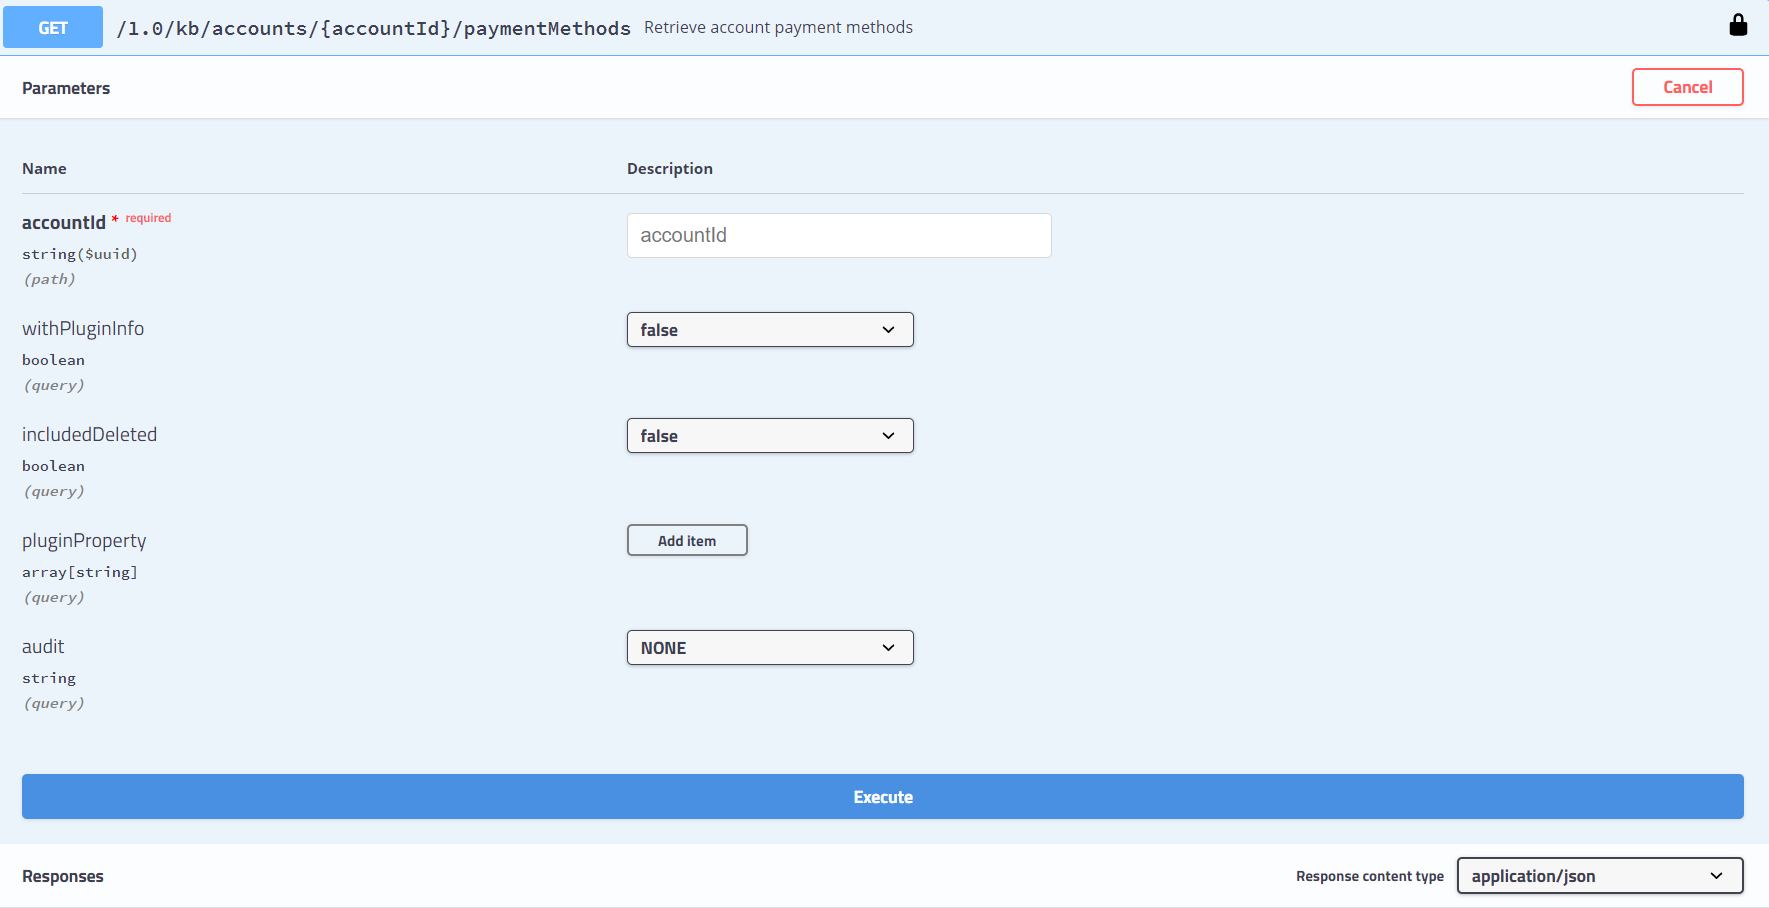 GET /1.0/kb/accounts/{accountId}/paymentMethods Retrieve account payment methods
Parameters Cancel
Name Description
accountId * required
accountId
string($uuid)
(path)
withPluginInfo
false
boolean
(query)
includedDeleted
false
boolean
(query)
pluginProperty
Add item
array[string]
(query)
audit
NONE
string
(query)
Execute
Responses Response content type application/json